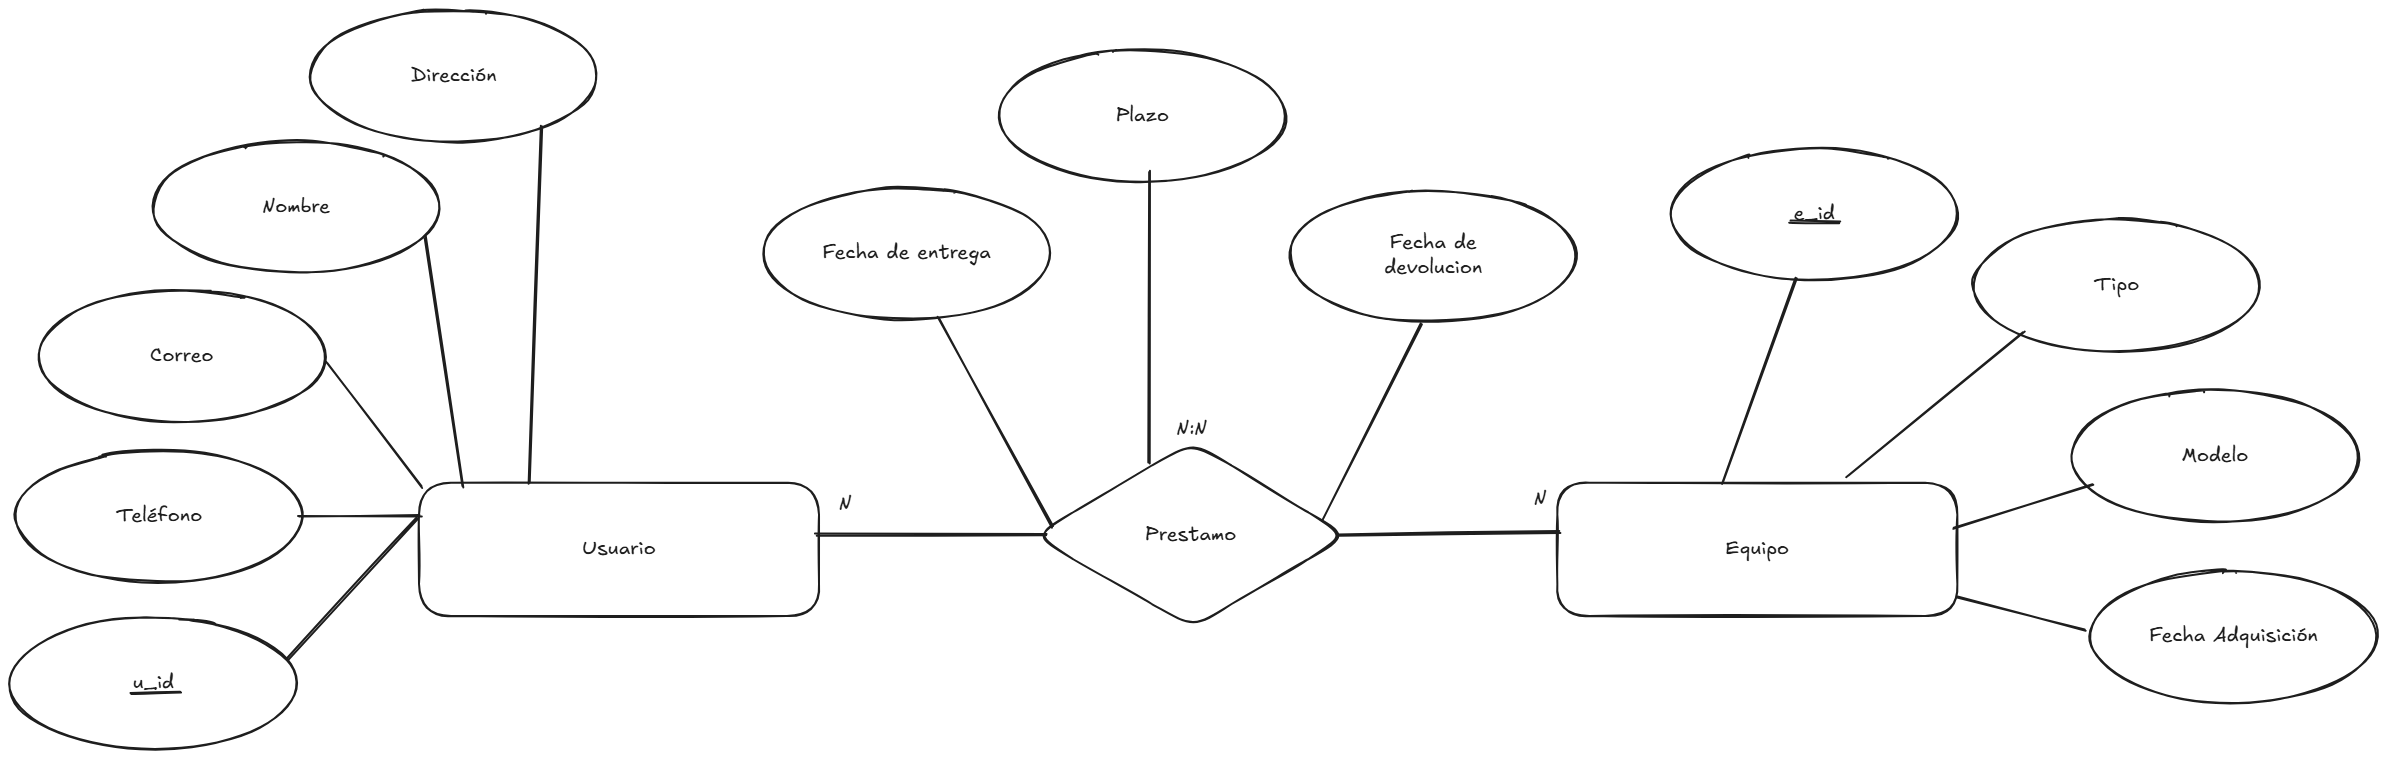 Dirección
Nombre
Correo
Teléfono
u_id
Usuario
N
Fecha de entrega
Plazo
Fecha de
devolucion
N:N
Prestamo
N
Equipo
e_id
Tipo
Modelo
Fecha Adquisición